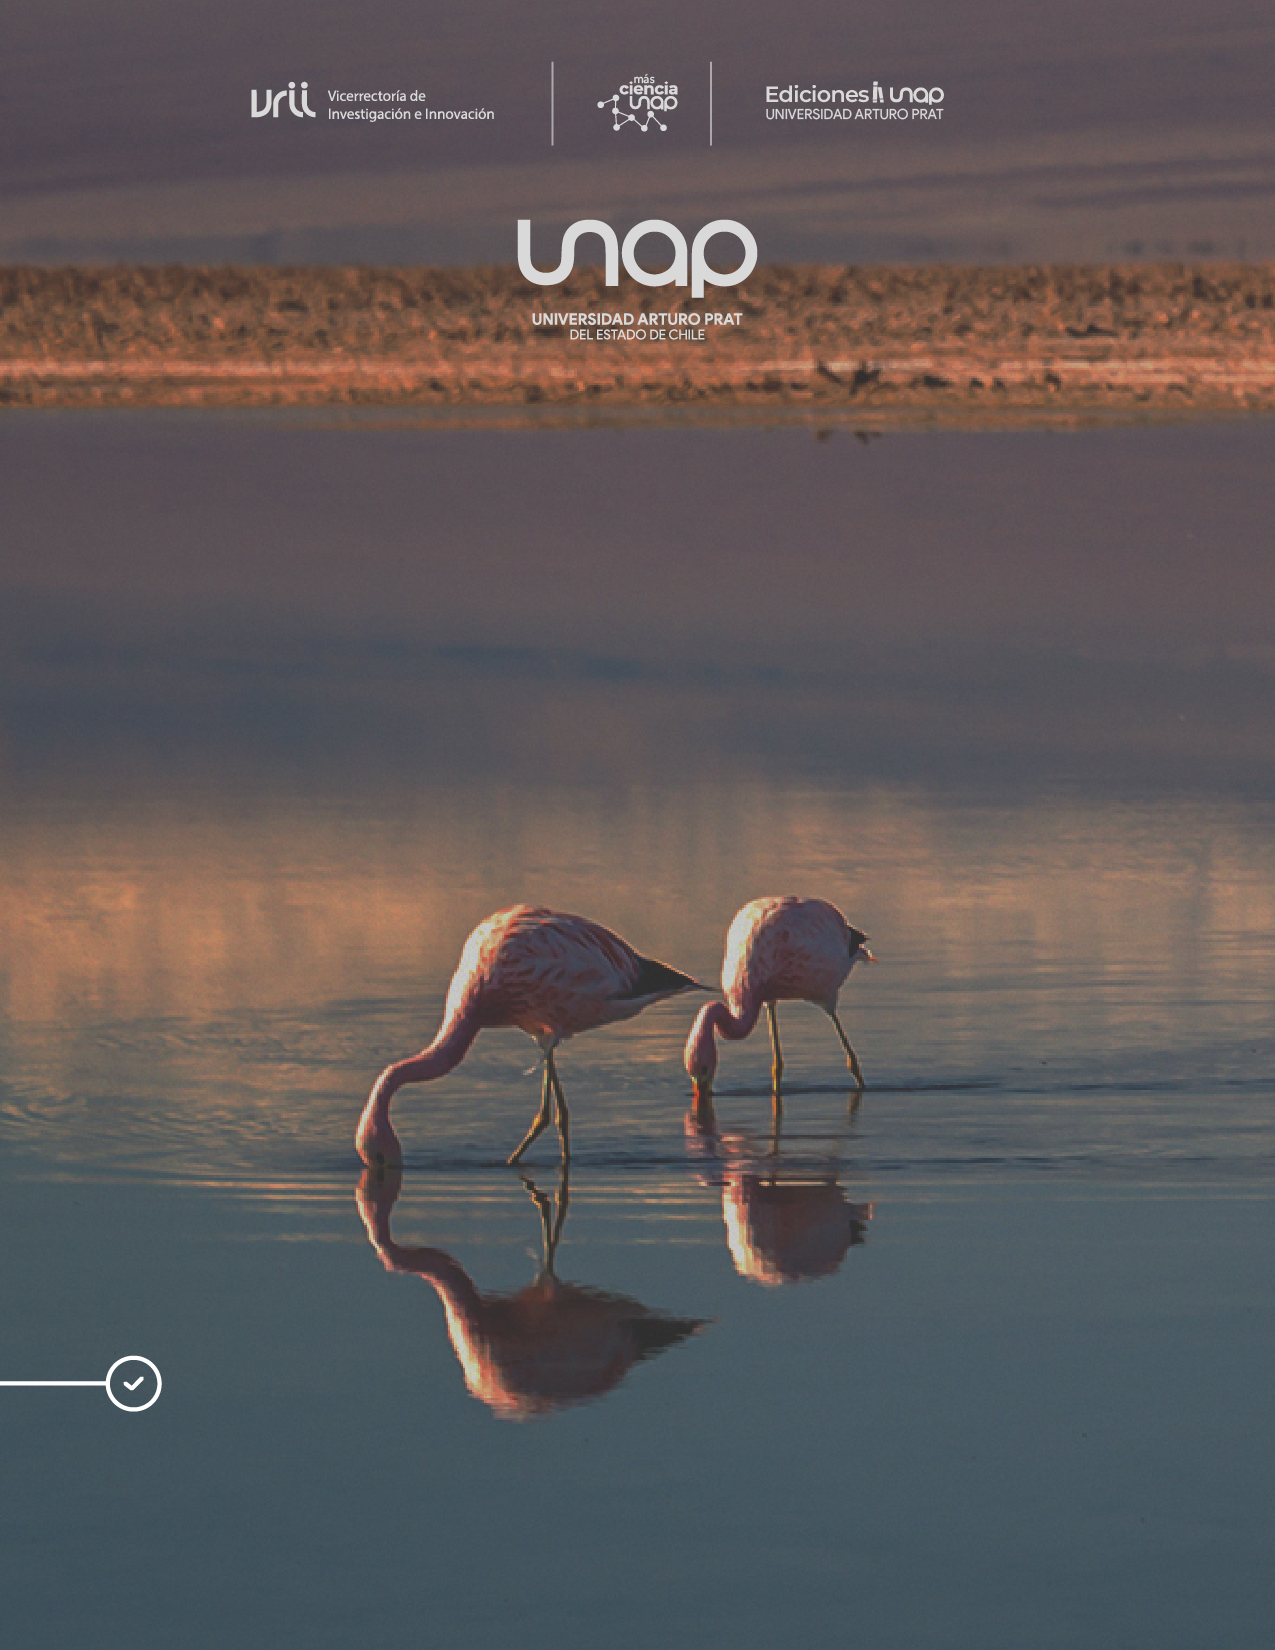 vrii
Vicerrectoría de
Investigación e Innovación
más
ciencia
unap
Ediciones unap
UNIVERSIDAD ARTURO PRAT
unap
UNIVERSIDAD ARTURO PRAT
DEL ESTADO DE CHILE